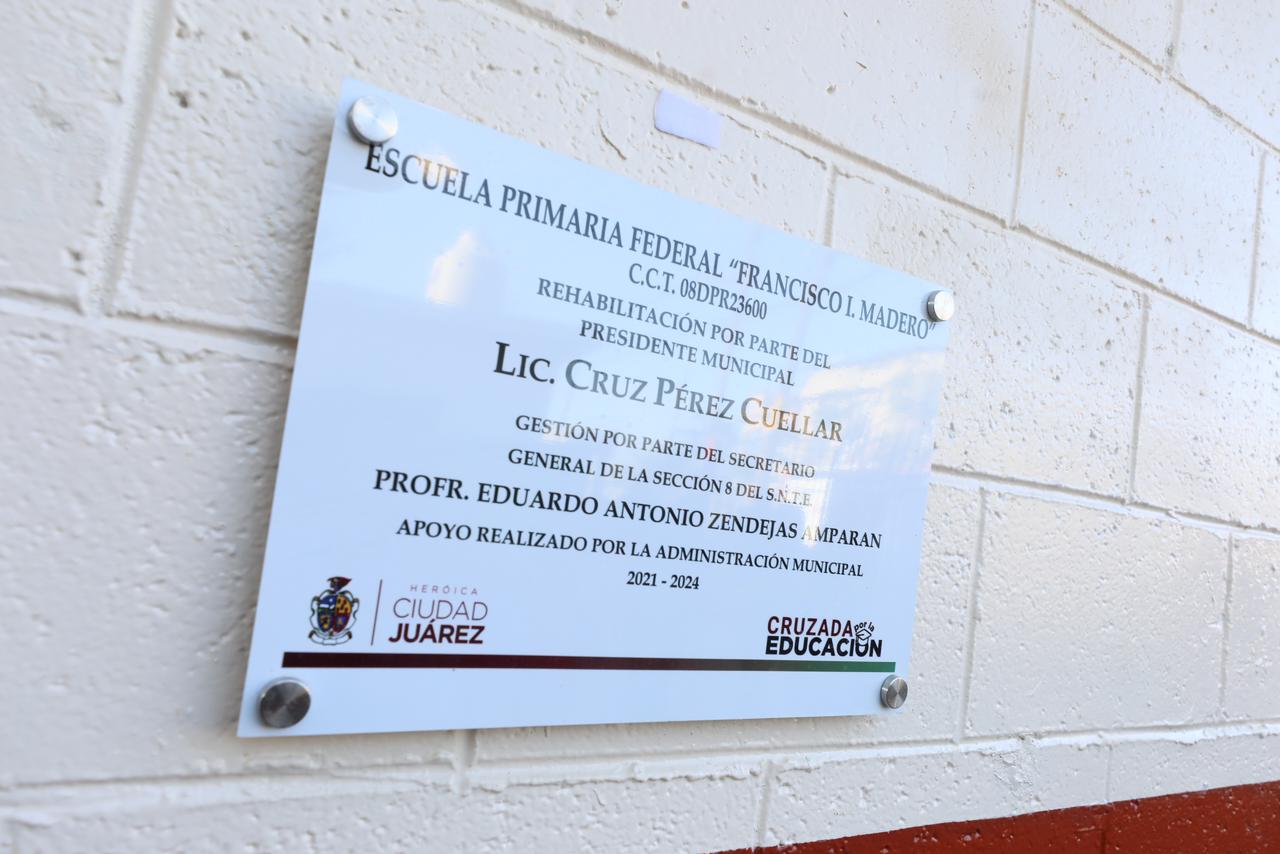 ESCUELA PRIMARIA FEDERAL "FRANCISCO I. MADERO"
C.C.T. 08DPR23600
REHABILITACIÓN POR PARTE DEL
PRESIDENTE MUNICIPAL
LIC. CRUZ PÉREZ CUELLAR
GESTIÓN POR PARTE DEL SECRETARIO
GENERAL DE LA SECCIÓN 8 DEL S.N.T.E.
PROFR. EDUARDO ANTONIO ZENDEJAS AMPARAN
APOYO REALIZADO POR LA ADMINISTRACIÓN MUNICIPAL
2021 - 2024
HERÓICA
CIUDAD
JUÁREZ
CRUZADA por la
EDUCACIÓN